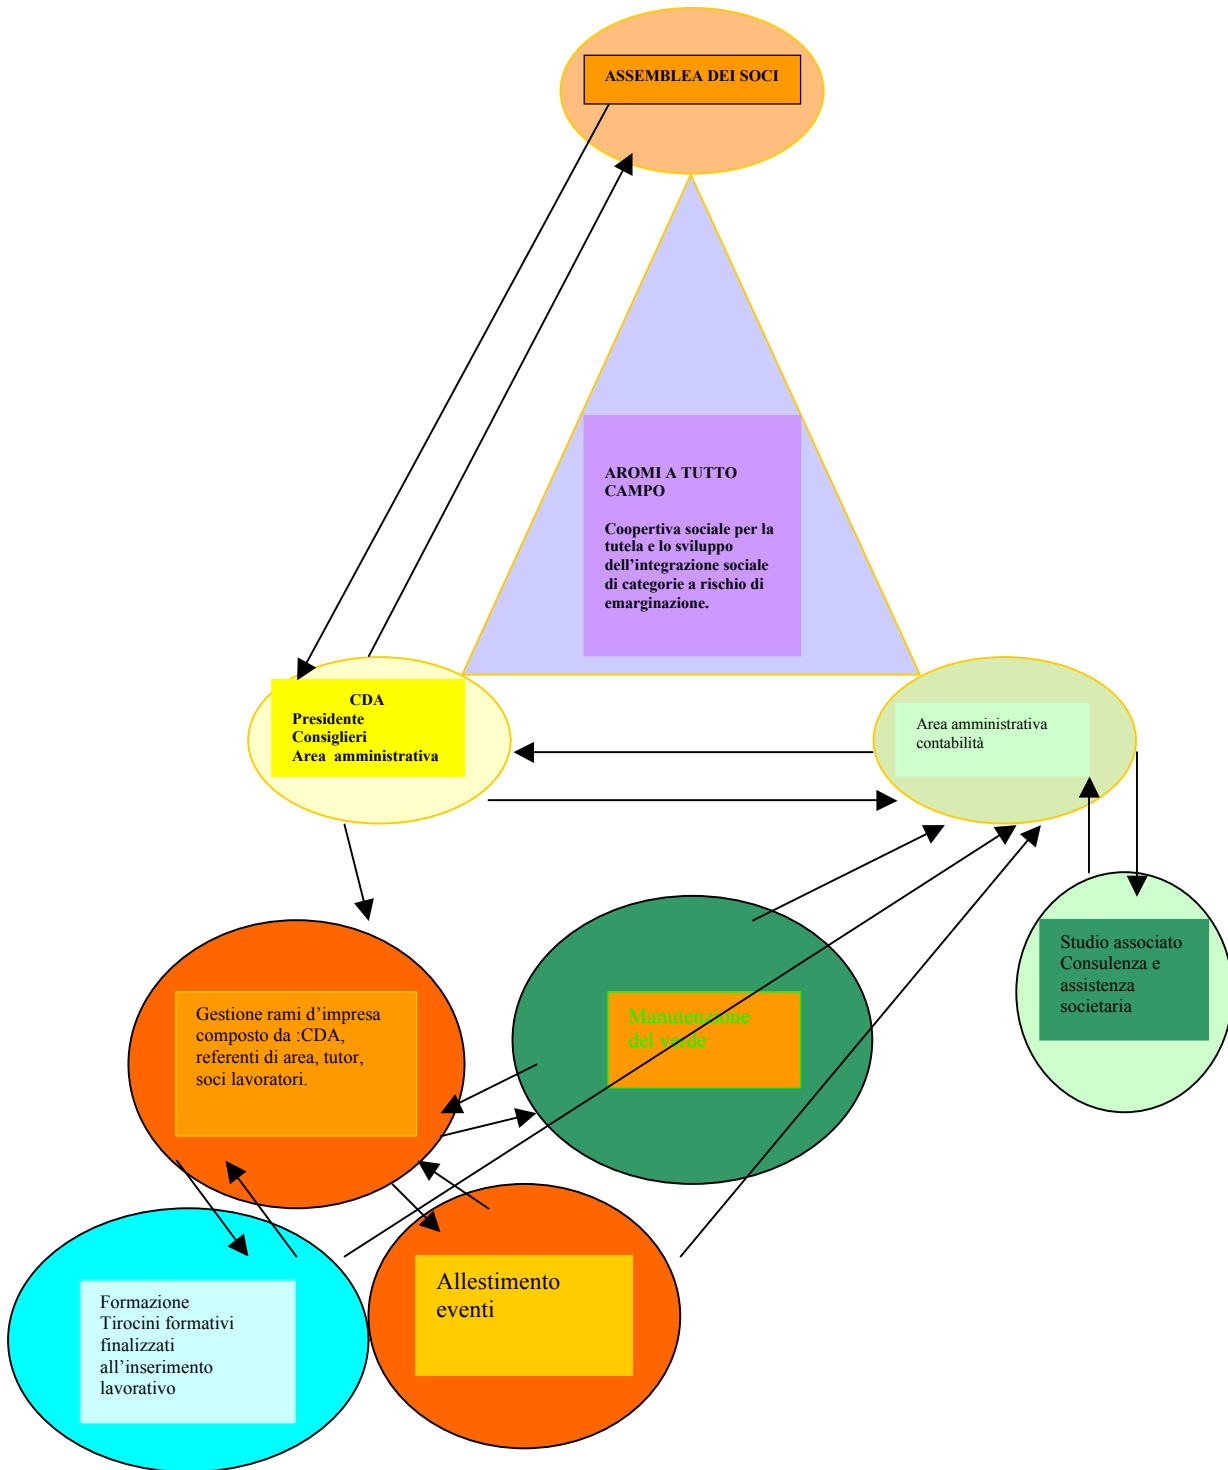 ASSEMBLEA DEI SOCI
AROMI A TUTTO
CAMPO
Coopertiva sociale per la
tutela e lo sviluppo
dell'integrazione sociale
di categorie a rischio di
emarginazione.
CDA
Presidente
Consiglieri
Area amministrativa
Area amministrativa
contabilità
Studio associato
Consulenza e
assistenza
societaria
Gestione rami d'impresa
composto da :CDA,
referenti di area, tutor,
soci lavoratori.
Manutenzione
del verde
Allestimento
eventi
Formazione
Tirocini formativi
finalizzati
all'inserimento
lavorativo